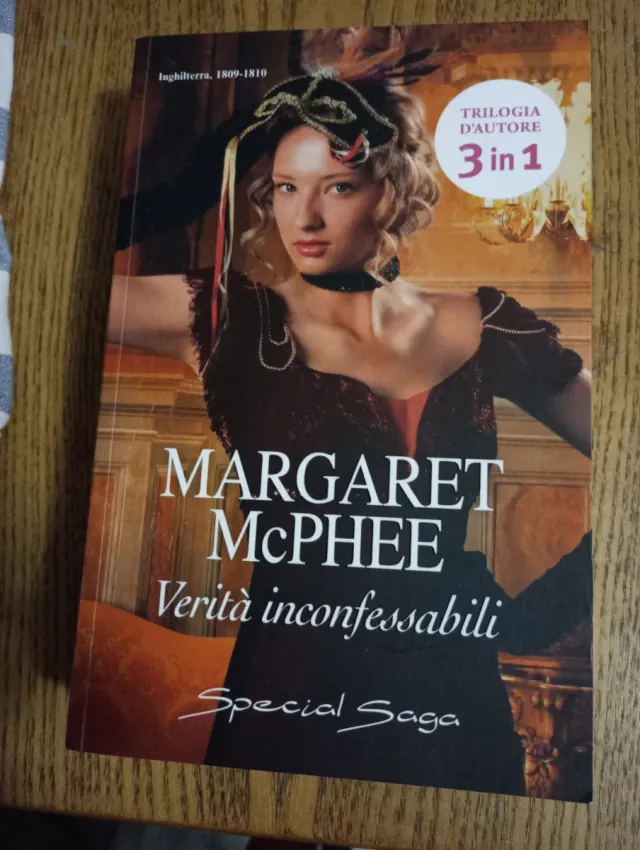 Inghilterra, 1809-1810
TRILOGIA
D'AUTORE
3 in 1
MARGARET
McPHEE
Verità inconfessabili
Special Saga